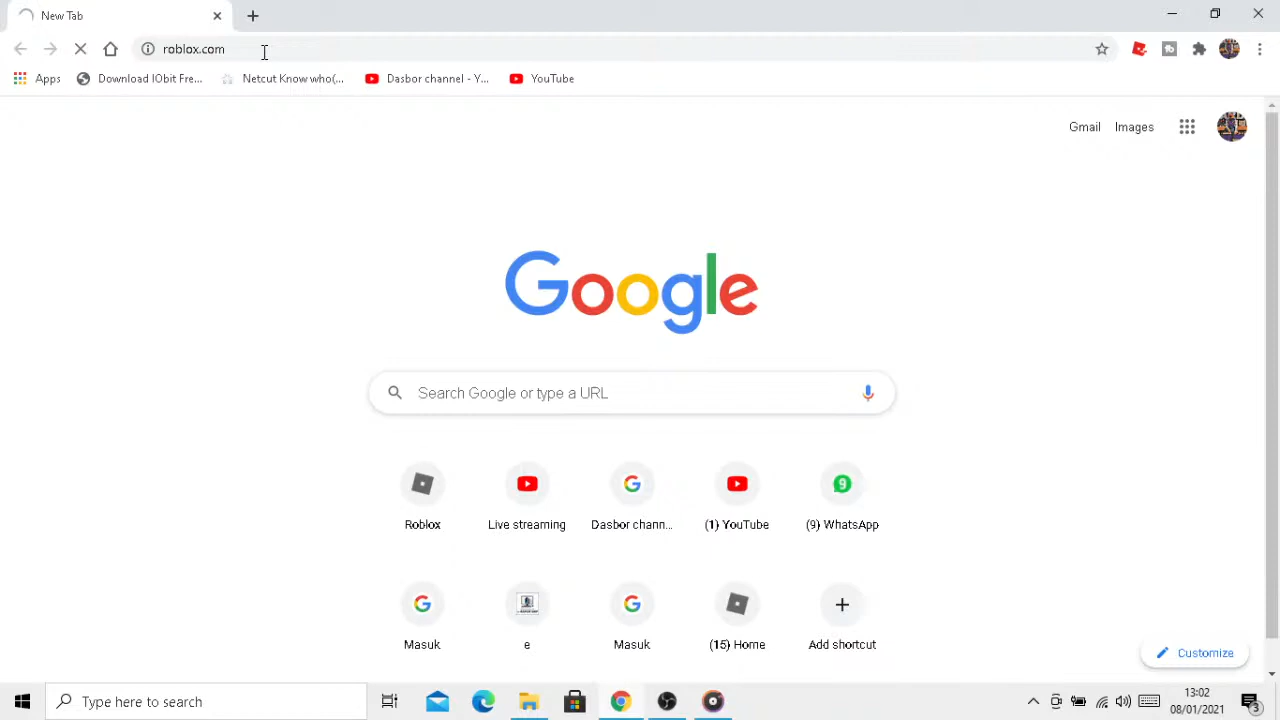 New Tab
roblox.com
Apps Download IObit Fre... Netcut Know who(... Dasbor channel - Y... YouTube
Gmail Images
Google
Search Google or type a URL
Roblox Live streaming Dasbor chann... (1) YouTube (9) WhatsApp
Masuk e Masuk (15) Home Add shortcut
Customize
Type here to search
13:02
08/01/2021
3